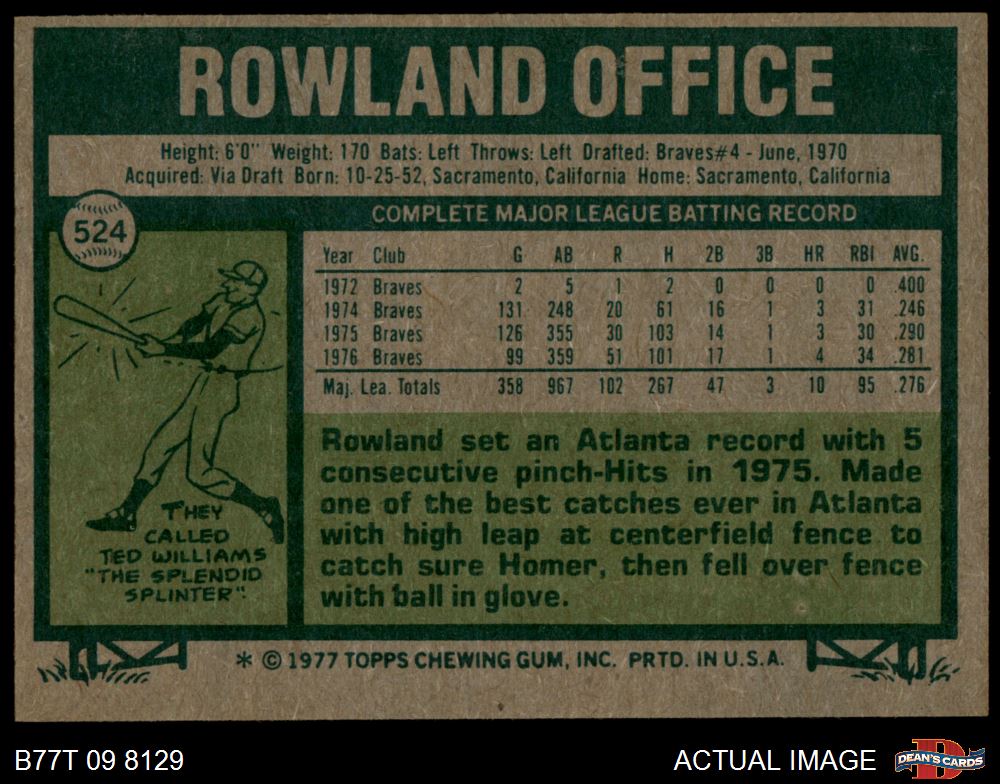 ROWLAND OFFICE
Height: 6'0" Weight: 170 Bats: Left Throws: Left Drafted: Braves#4 - June, 1970
Acquired: Via Draft Born: 10-25-52, Sacramento, California Home: Sacramento, California
524
COMPLETE MAJOR LEAGUE BATTING RECORD
Year Club G AB R H 2B 3B HR RBI AVG.
1972 Braves 2 5 1 2 0 0 0 0 .400
1974 Braves 131 248 20 61 16 1 3 31 .246
1975 Braves 126 355 30 103 14 1 3 30 .290
1976 Braves 99 359 51 101 17 1 4 34 .281
Maj. Lea. Totals 358 967 102 267 47 3 10 95 .276
THEY
CALLED
TED WILLIAMS
"THE SPLENDID
SPLINTER".
Rowland set an Atlanta record with 5
consecutive pinch-Hits in 1975. Made
one of the best catches ever in Atlanta
with high leap at centerfield fence to
catch sure Homer, then fell over fence
with ball in glove.
* © 1977 TOPPS CHEWING GUM, INC. PRTD. IN U.S.A.
B77T 09 8129
ACTUAL IMAGE
D
DEAN'S CARDS